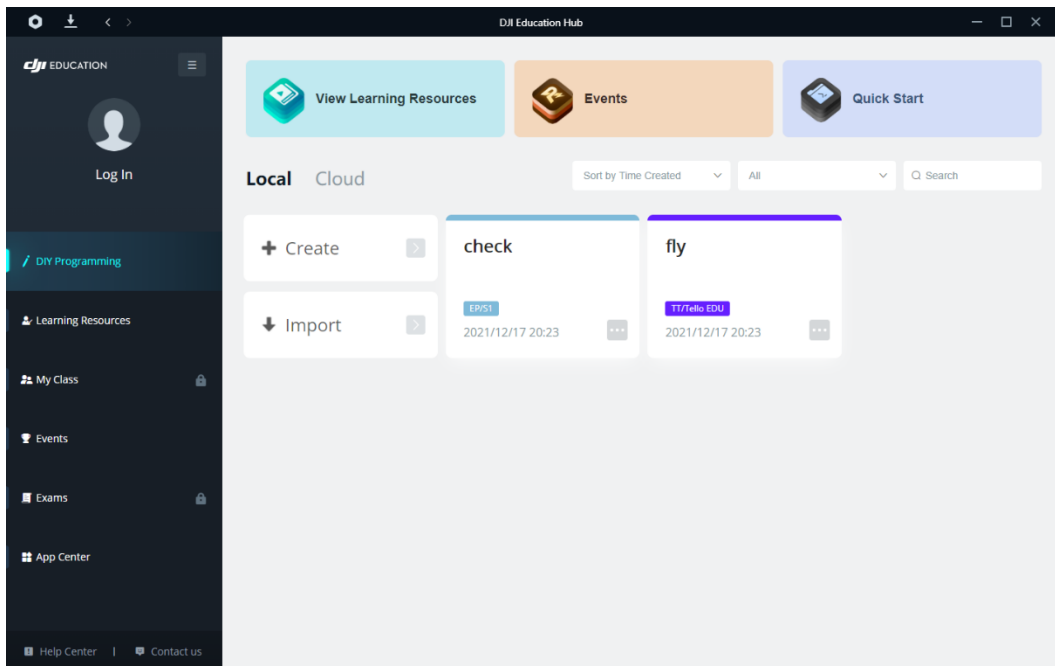 DJI Education Hub
dji EDUCATION
Log In
DIY Programming
Learning Resources
My Class
Events
Exams
App Center
Help Center | Contact us
View Learning Resources
Events
Quick Start
Local Cloud
Sort by Time Created
All
Search
+ Create
Import
check
EP/S1
2021/12/17 20:23
fly
TT/Tello EDU
2021/12/17 20:23